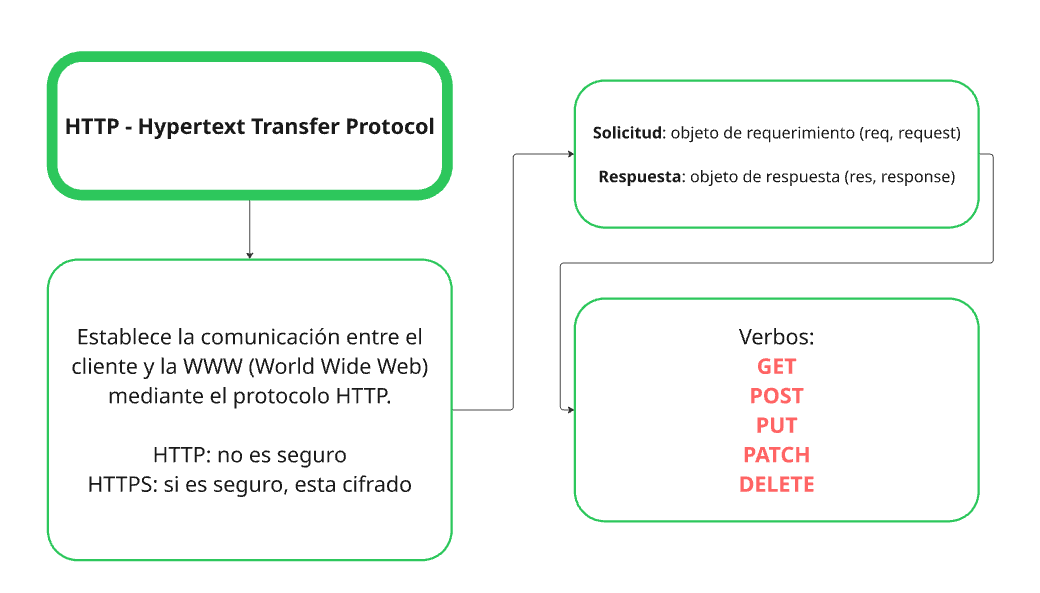 HTTP - Hypertext Transfer Protocol
Establece la comunicación entre el
cliente y la WWW (World Wide Web)
mediante el protocolo HTTP.
HTTP: no es seguro
HTTPS: si es seguro, esta cifrado
Solicitud: objeto de requerimiento (req, request)
Respuesta: objeto de respuesta (res, response)
Verbos:
GET
POST
PUT
PATCH
DELETE